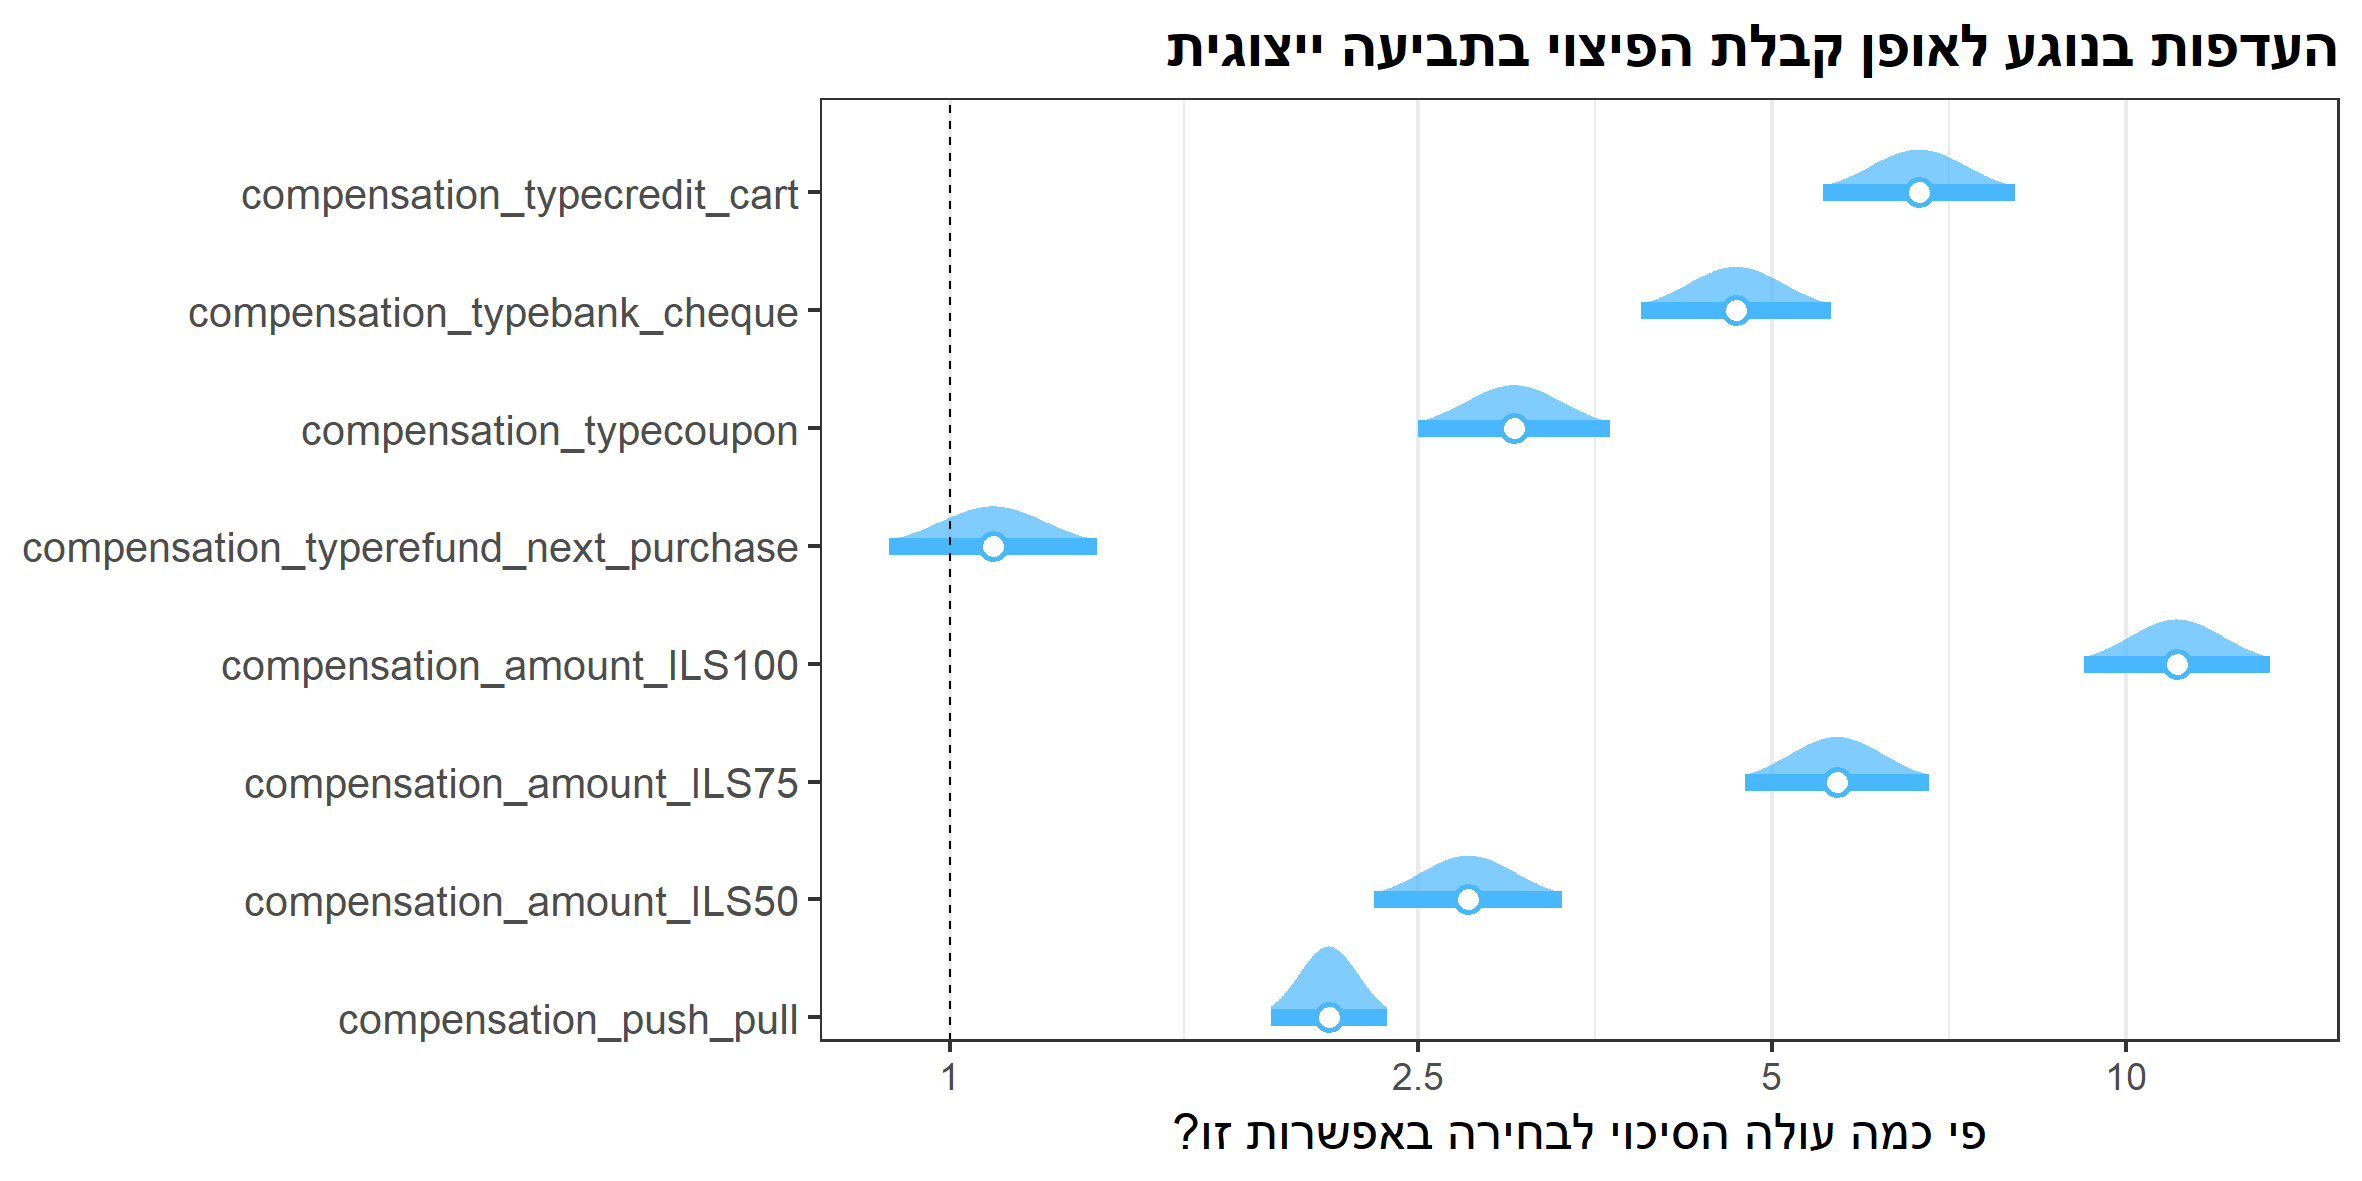 העדפות בנוגע לאופן קבלת הפיצוי בתביעה ייצוגית
compensation_typecredit_cart
compensation_typebank_cheque
compensation_typecoupon
compensation_typerefund_next_purchase
compensation_amount_ILS100
compensation_amount_ILS75
compensation_amount_ILS50
compensation_push_pull
1 2.5 5 10
פי כמה עולה הסיכוי לבחירה באפשרות זו?